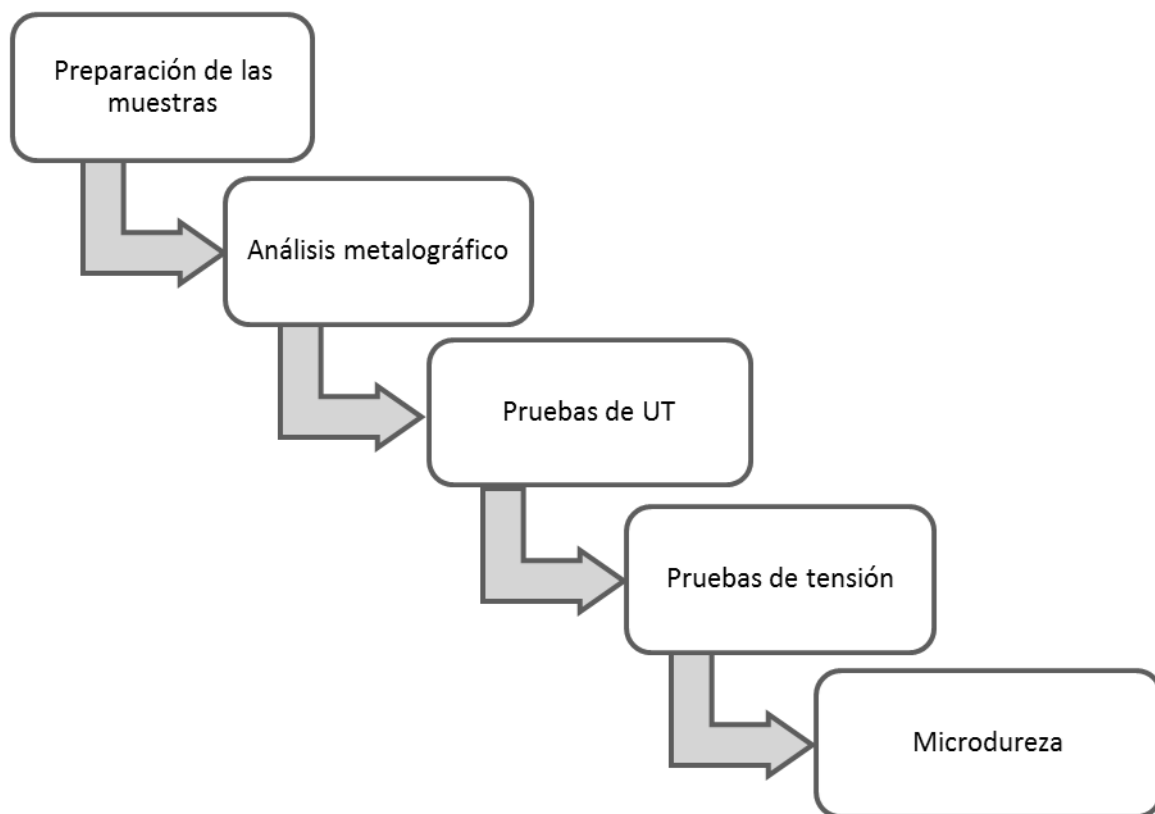 Preparación de las
muestras
Análisis metalográfico
Pruebas de UT
Pruebas de tensión
Microdureza